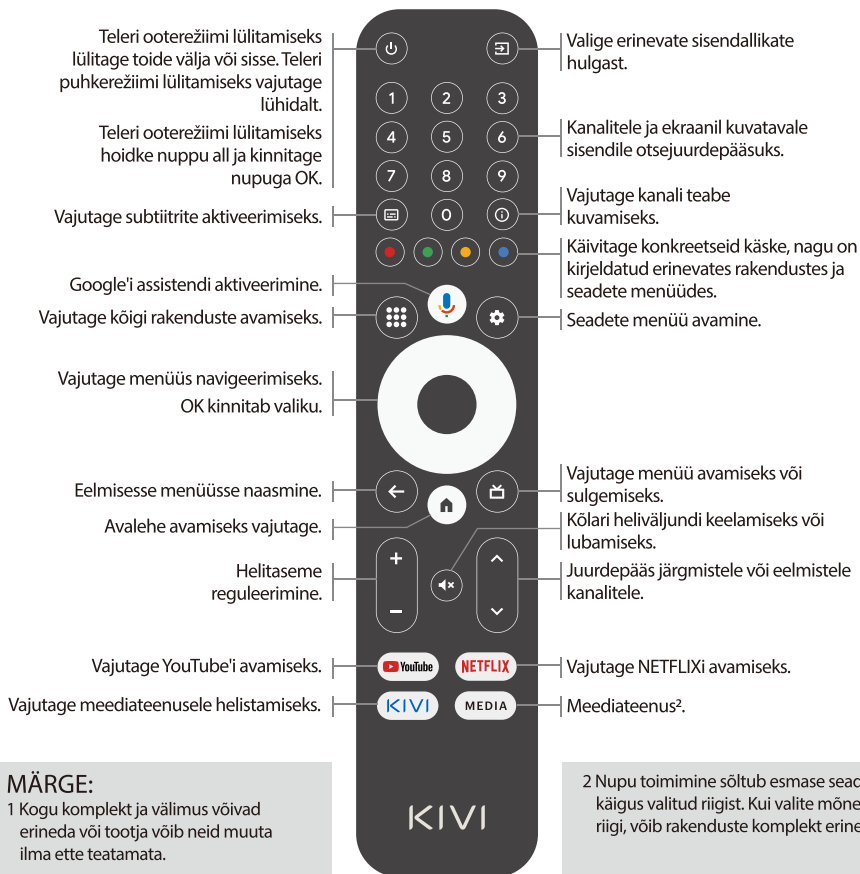 Teleri ooterežiimi lülitamiseks
lülitage toide välja või sisse. Teleri
puhkerežiimi lülitamiseks vajutage
lühidalt.
Teleri ooterežiimi lülitamiseks
hoidke nuppu all ja kinnitage
nupuga OK.
Vajutage subtiitrite aktiveerimiseks.
Google'i assistendi aktiveerimine.
Vajutage kõigi rakenduste avamiseks.
Vajutage menüüs navigeerimiseks.
OK kinnitab valiku.
Eelmisesse menüüsse naasmine.
Avalehe avamiseks vajutage.
Helitaseme
reguleerimine.
Vajutage YouTube'i avamiseks.
Vajutage meediateenusele helistamiseks.
1 2 3
4 5 6
7 8 9
0
YouTube NETFLIX
KIVI MEDIA
KIVI
Valige erinevate sisendallikate
hulgast.
Kanalitele ja ekraanil kuvatavale
sisendile otsejuurdepääsuks.
Vajutage kanali teabe
kuvamiseks.
Käivitage konkreetseid käske, nagu on
kirjeldatud erinevates rakendustes ja
seadete menüüdes.
Seadete menüü avamine.
Vajutage menüü avamiseks või
sulgemiseks.
Kõlari heliväljundi keelamiseks või
lubamiseks.
Juurdepääs järgmistele või eelmistele
kanalitele.
Vajutage NETFLIXi avamiseks.
Meediateenus².
MÄRGE:
1 Kogu komplekt ja välimus võivad
erineda või tootja võib neid muuta
ilma ette teatamata.
2 Nupu toimimine sõltub esmase sead
käigus valitud riigist. Kui valite mõne
riigi, võib rakenduste komplekt erine